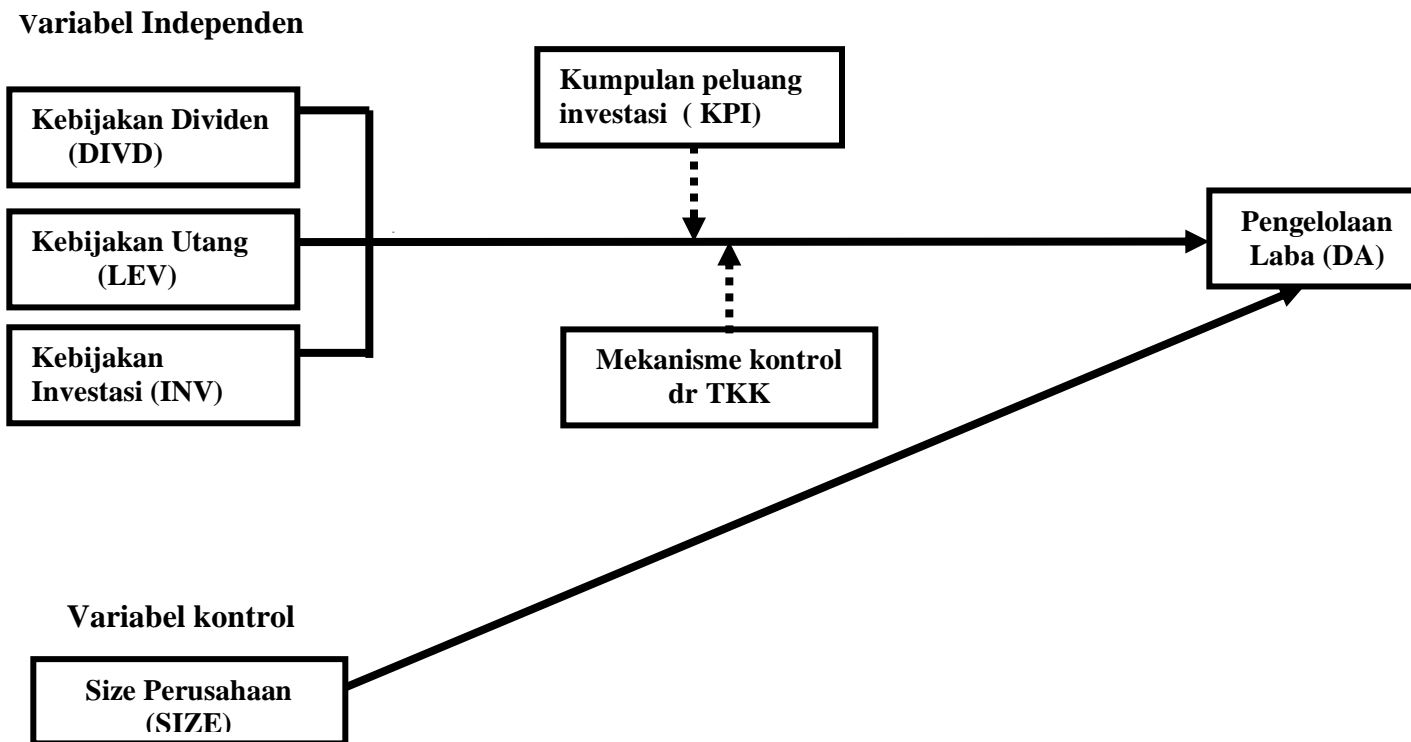 Variabel Independen
Kebijakan Dividen
(DIVD)
Kebijakan Utang
(LEV)
Kebijakan
Investasi (INV)
Kumpulan peluang
investasi ( KPI)
Mekanisme kontrol
dr TKK
Pengelolaan
Laba (DA)
Variabel kontrol
Size Perusahaan
(SIZE)